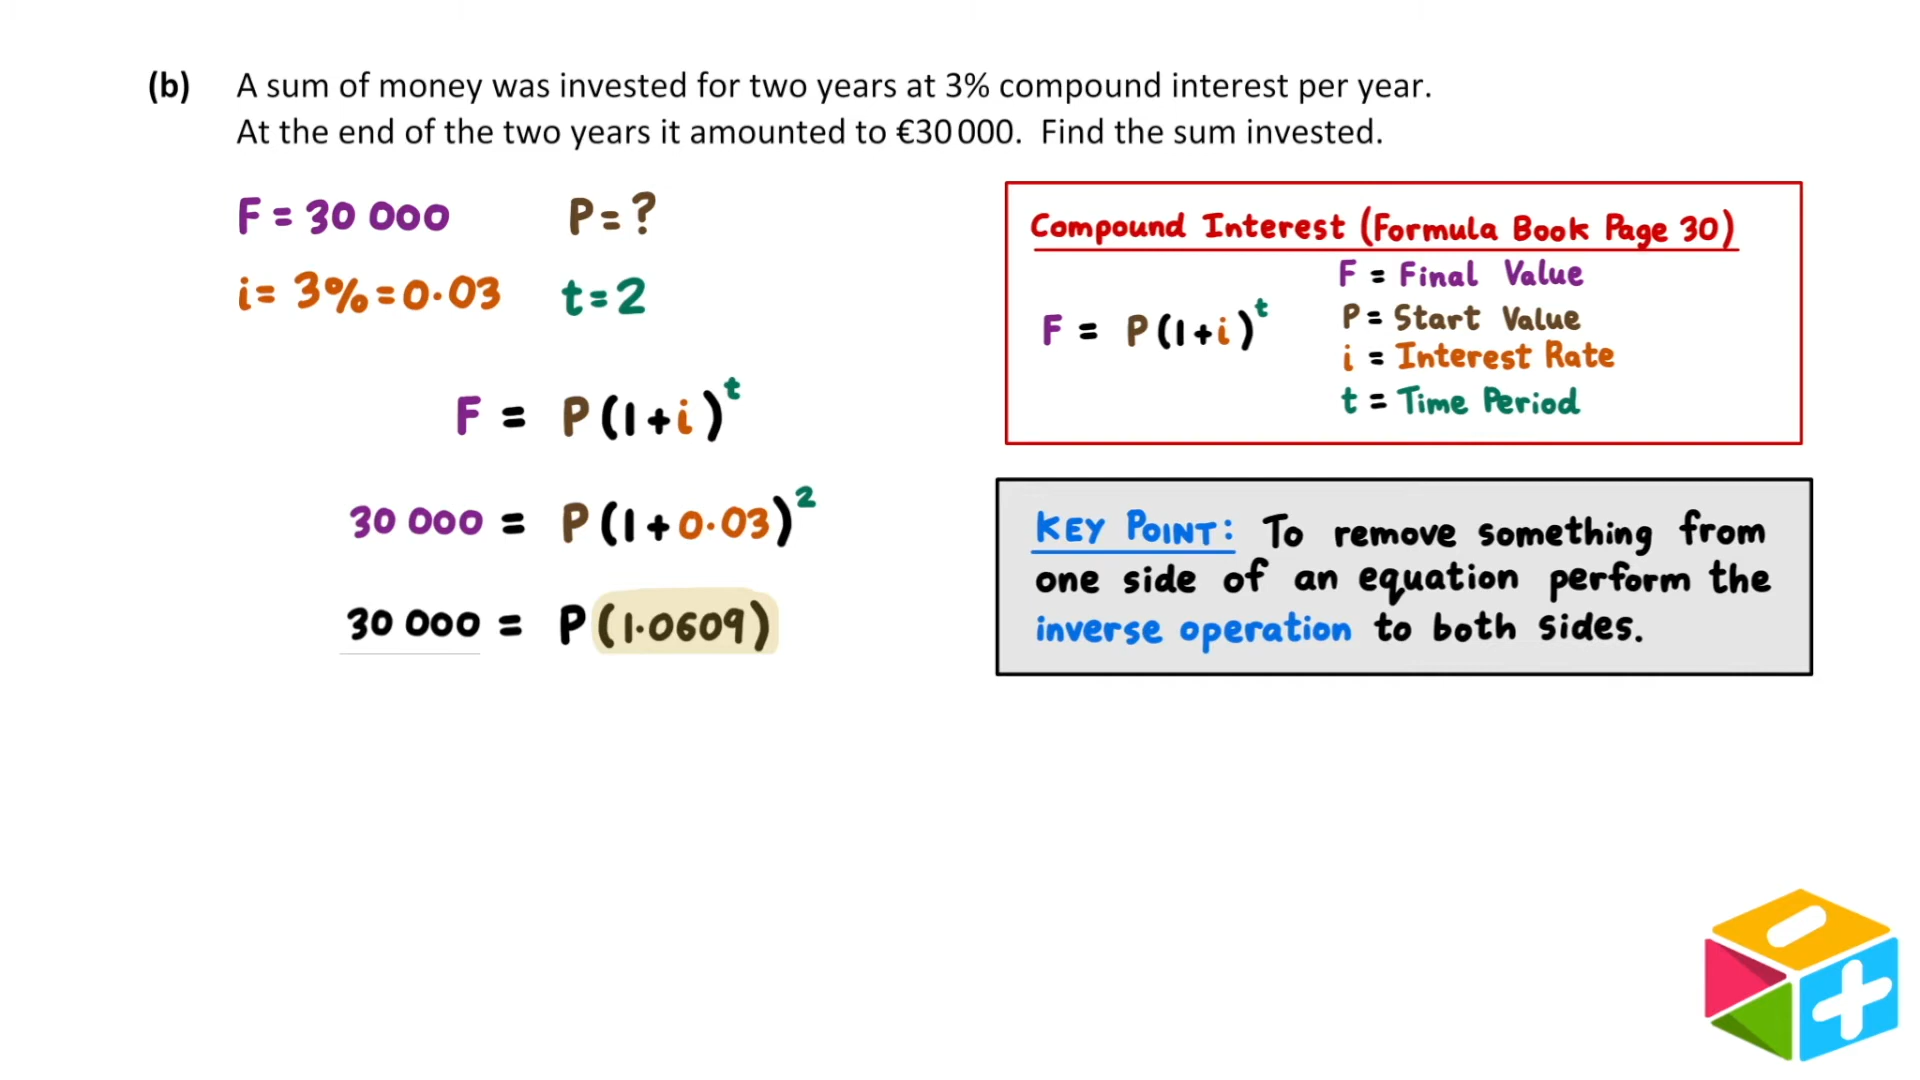 (b) A sum of money was invested for two years at 3% compound interest per year.
At the end of the two years it amounted to €30 000. Find the sum invested.
F = 30 000 P = ?
i = 3% = 0·03 t = 2
F = P(1+i)^t
30 000 = P(1+0·03)^2
30 000 = P(1·0609)
Compound Interest (Formula Book Page 30)
F = P(1+i)^t
F = Final Value
P = Start Value
i = Interest Rate
t = Time Period
KEY POINT: To remove something from
one side of an equation perform the
inverse operation to both sides.